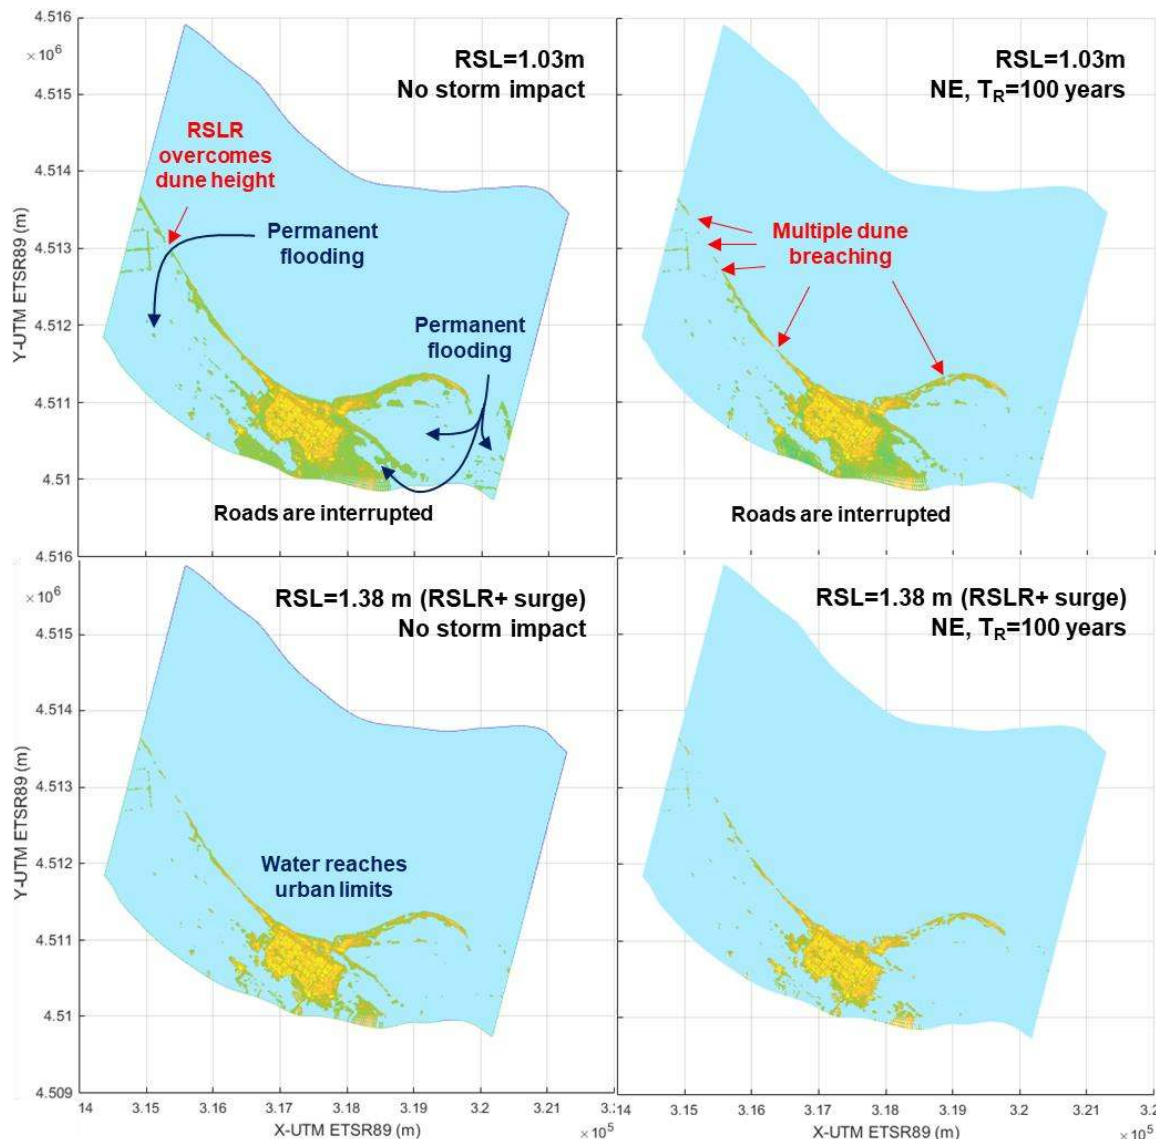 4.516
×10⁶
4.515
4.514
4.513
4.512
4.511
4.51
Y-UTM ETSR89 (m)
RSL=1.03m
No storm impact
RSLR
overcomes
dune height
Permanent
flooding
Permanent
flooding
Roads are interrupted
RSL=1.03m
NE, T_R=100 years
Multiple dune
breaching
Roads are interrupted
4.516
×10⁶
4.515
4.514
4.513
4.512
4.511
4.51
4.509
Y-UTM ETSR89 (m)
RSL=1.38 m (RSLR+ surge)
No storm impact
Water reaches
urban limits
RSL=1.38 m (RSLR+ surge)
NE, T_R=100 years
14 3.15 3.16 3.17 3.18 3.19 3.2 3.21
X-UTM ETSR89 (m) ×10⁵
14 3.15 3.16 3.17 3.18 3.19 3.2 3.21
X-UTM ETSR89 (m) ×10⁵